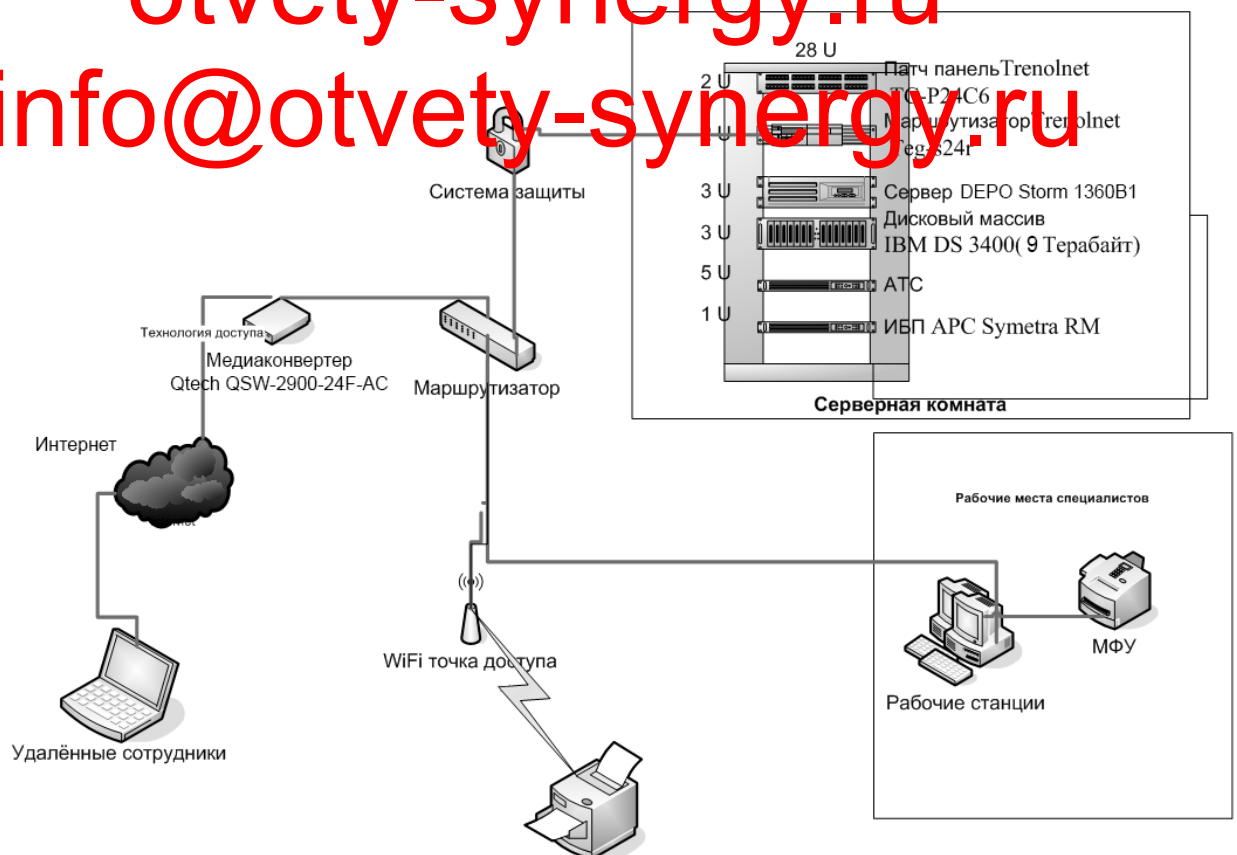 otvety-synergy.ru
info@otvety-synergy.ru
28 U
2 U
Патч панельTrenolnet
TC-P24C6
U
МаршрутизаторTrenolnet
Teg-s24r
3 U
Сервер DEPO Storm 1360B1
3 U
Дисковый массив
IBM DS 3400( 9 Терабайт)
5 U
АТС
1 U
ИБП APC Symetra RM
Серверная комната
Система защиты
Технология доступа
Медиаконвертер
Qtech QSW-2900-24F-AC
Маршрутизатор
Интернет
Рабочие места специалистов
WiFi точка доступа
МФУ
Рабочие станции
Удалённые сотрудники